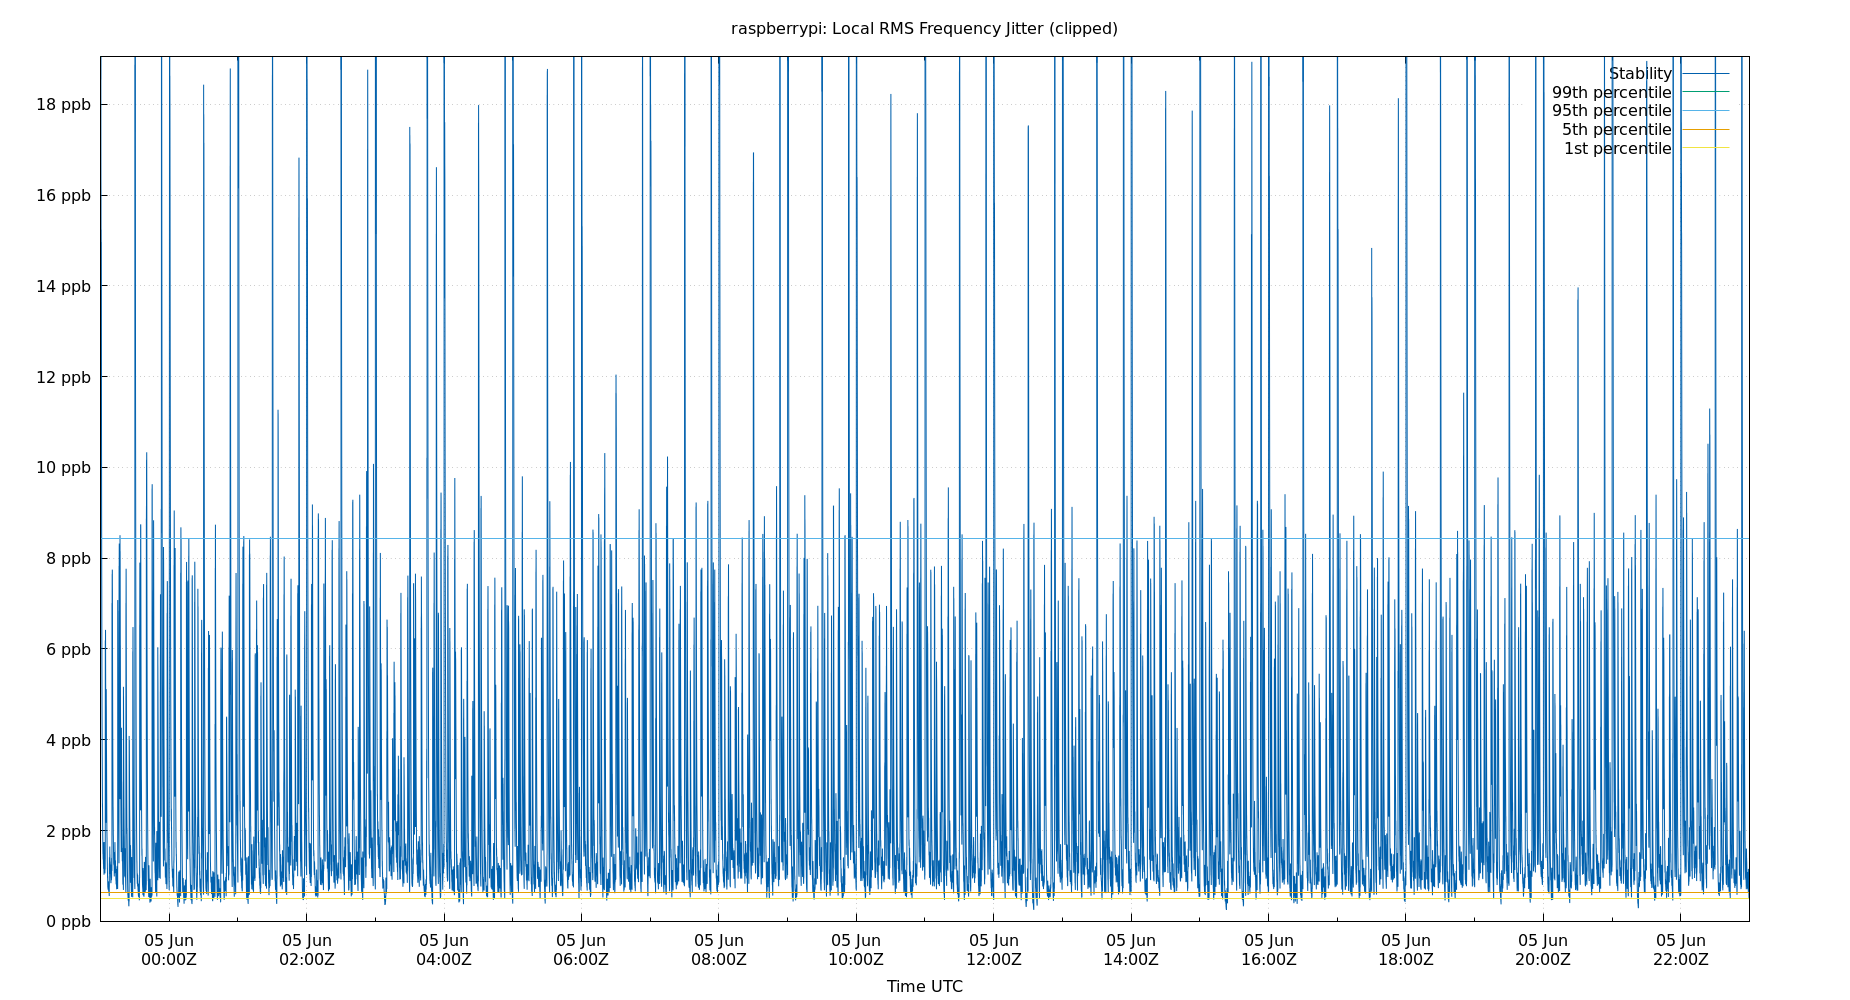 raspberrypi: Local RMS Frequency Jitter (clipped)
Stability
99th percentile
95th percentile
5th percentile
1st percentile
18 ppb
16 ppb
14 ppb
12 ppb
10 ppb
8 ppb
6 ppb
4 ppb
2 ppb
0 ppb
05 Jun 05 Jun 05 Jun 05 Jun 05 Jun 05 Jun 05 Jun 05 Jun 05 Jun 05 Jun 05 Jun 05 Jun
00:00Z 02:00Z 04:00Z 06:00Z 08:00Z 10:00Z 12:00Z 14:00Z 16:00Z 18:00Z 20:00Z 22:00Z
Time UTC